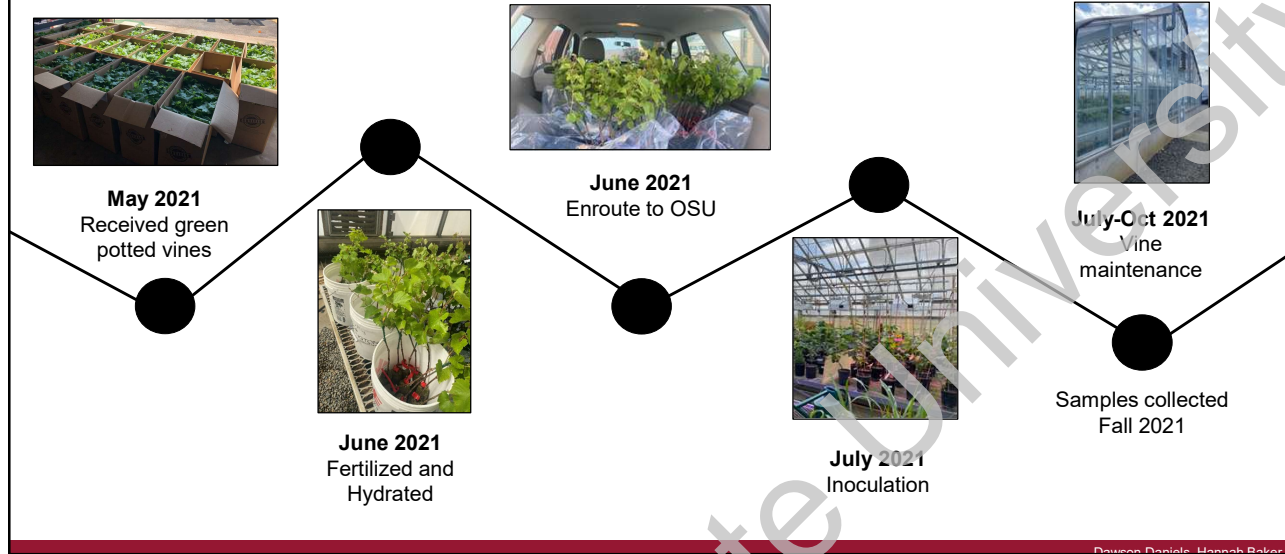 May 2021
Received green
potted vines
June 2021
Fertilized and
Hydrated
June 2021
Enroute to OSU
July 2021
Inoculation
July-Oct 2021
Vine
maintenance
Samples collected
Fall 2021
University
Dawson Daniels, Hannah Baker